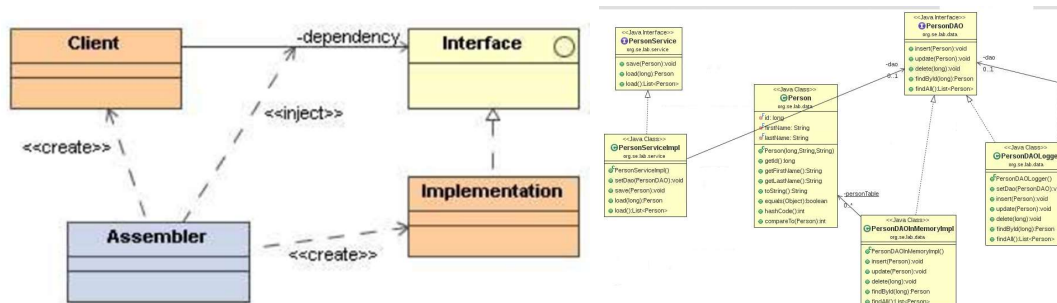 Client
-dependency
Interface
<<inject>>
<<create>>
Implementation
Assembler
<<create>>
<<Java Interface>>
PersonService
org.se.lab.service
save(Person):void
load(long):Person
load():List<Person>
<<Java Class>>
PersonServiceImpl
org.se.lab.service
PersonServiceImpl()
setDao(PersonDAO):void
save(Person):void
load(long):Person
load():List<Person>
<<Java Class>>
Person
org.se.lab.data
id: long
firstName: String
lastName: String
Person(long,String,String)
getId():long
getFirstName():String
getLastName():String
toString():String
equals(Object):boolean
hashCode():int
compareTo(Person):int
<<Java Interface>>
PersonDAO
org.se.lab.data
insert(Person):void
update(Person):void
delete(long):void
findById(long):Person
findAll():List<Person>
-dao
0..1
-dao
0..1
-personTable
0..*
<<Java Class>>
PersonDAOInMemoryImpl
org.se.lab.data
PersonDAOInMemoryImpl()
insert(Person):void
update(Person):void
delete(long):void
findById(long):Person
findAll():List<Person>
<<Java Class>>
PersonDAOLogge
org.se.lab.data
PersonDAOLogger()
setDao(PersonDAO):v
insert(Person):void
update(Person):void
delete(long):void
findById(long):Person
findAll():List<Person>